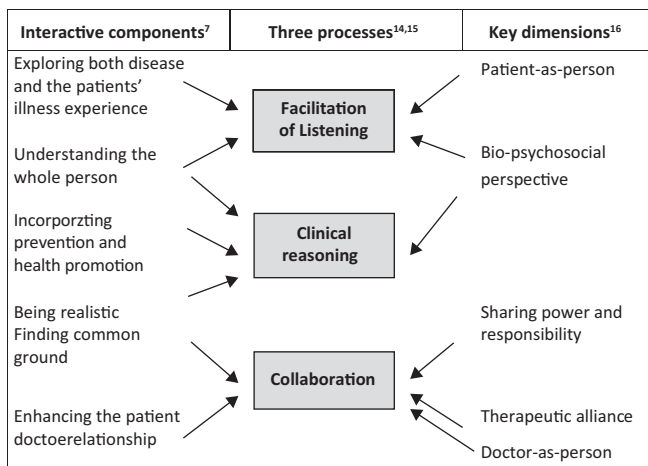 Interactive components7
Three processes14,15
Key dimensions16
Exploring both disease
and the patients'
illness experience
Understanding the
whole person
Incorporzting
prevention and
health promotion
Being realistic
Finding common
ground
Enhancing the patient
doctoerelationship
Facilitation
of Listening
Clinical
reasoning
Collaboration
Patient-as-person
Bio-psychosocial
perspective
Sharing power and
responsibility
Therapeutic alliance
Doctor-as-person